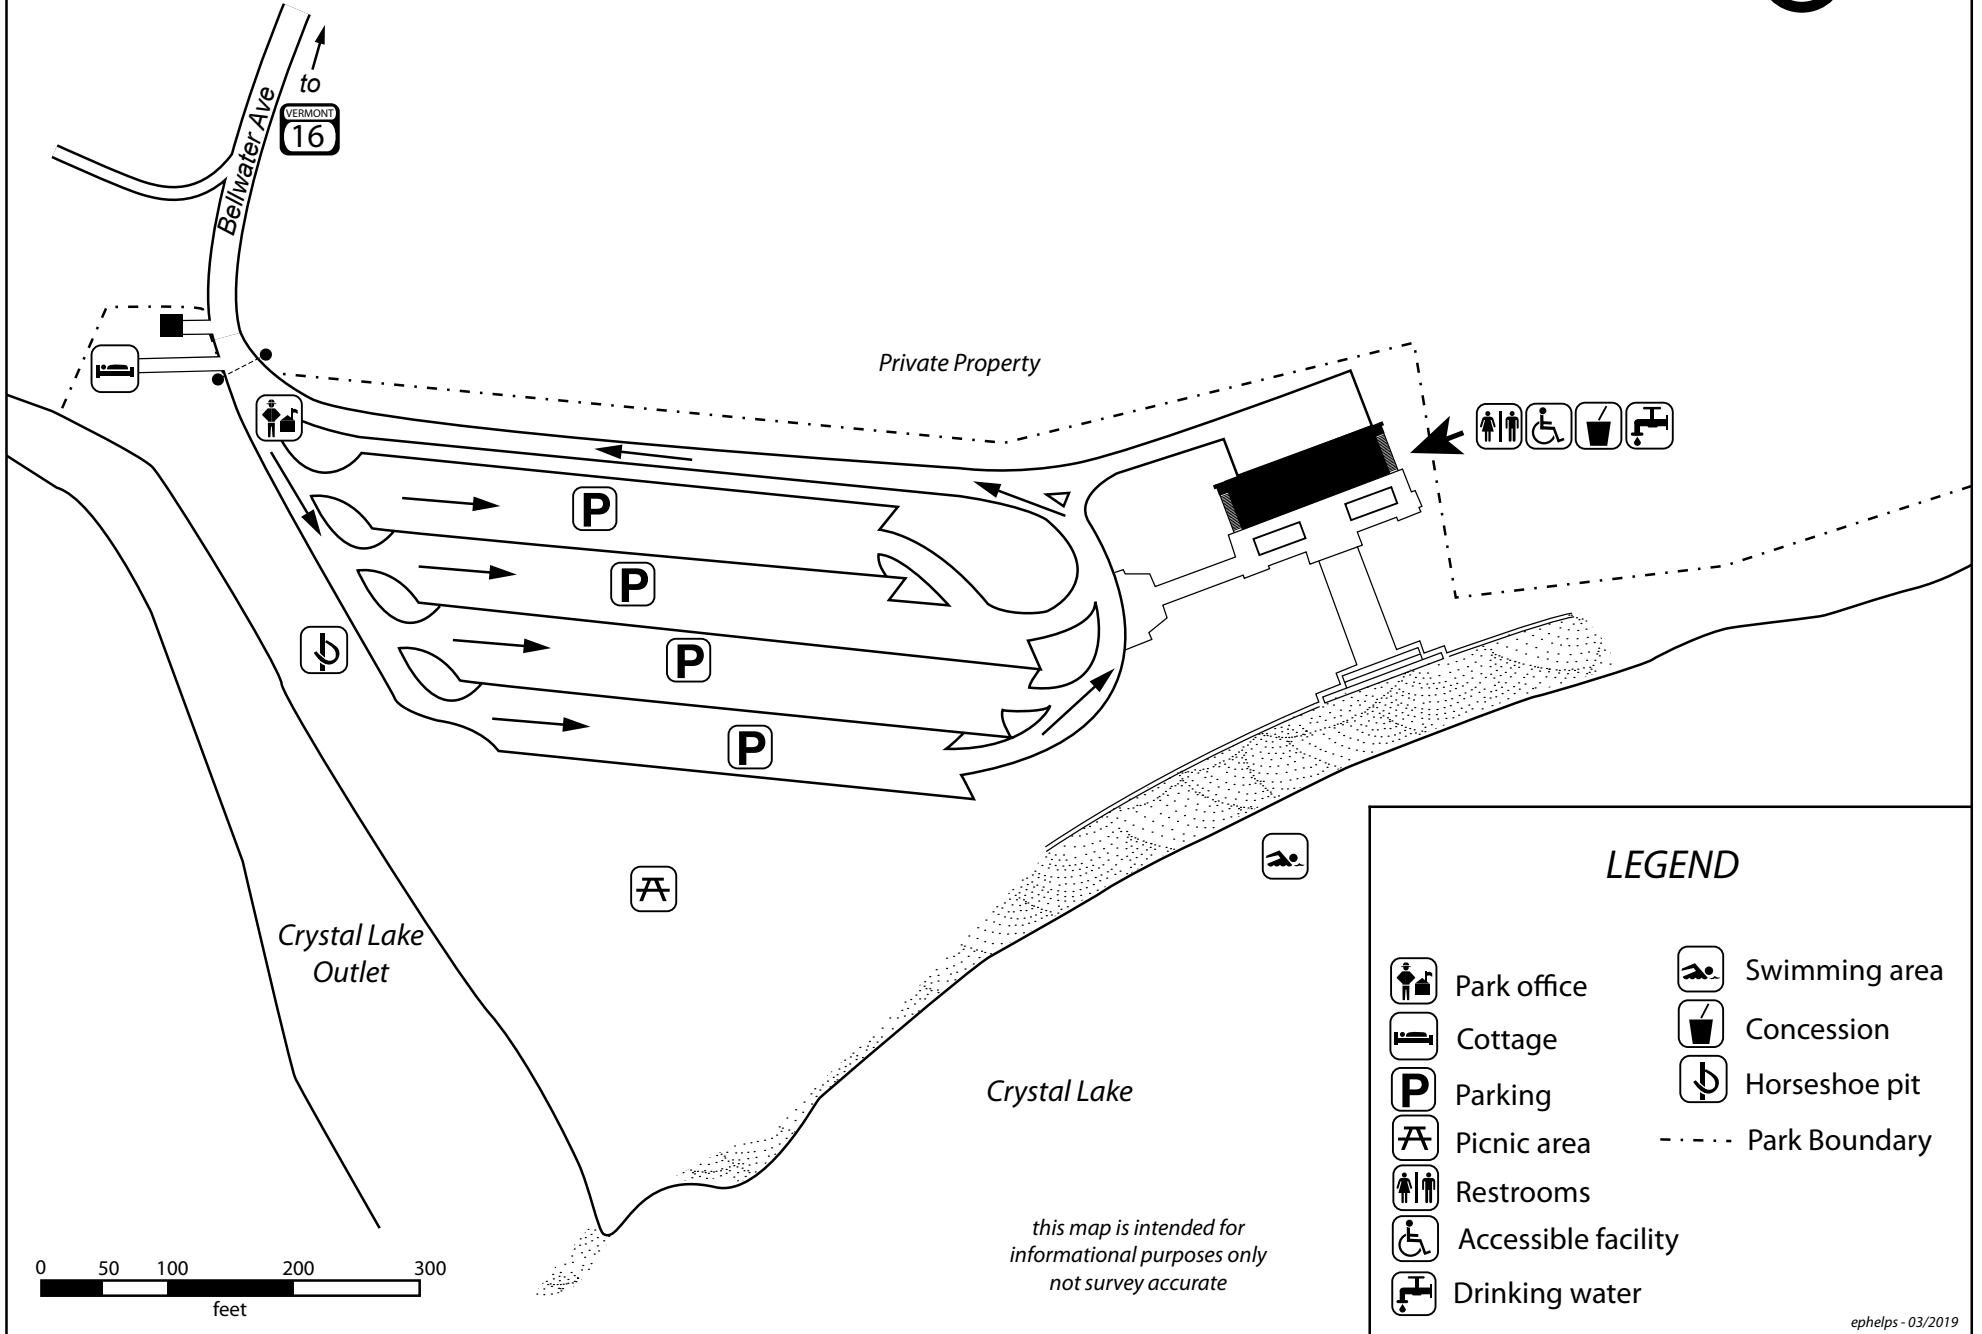 to
VERMONT
16
Bellwater Ave
Private Property
P
P
P
P
Crystal Lake
Outlet
Crystal Lake
this map is intended for
informational purposes only
not survey accurate
0 50 100 200 300
feet
LEGEND
Park office
Cottage
P Parking
Picnic area
Restrooms
Accessible facility
Drinking water
Swimming area
Concession
Horseshoe pit
Park Boundary
ephelps - 03/2019